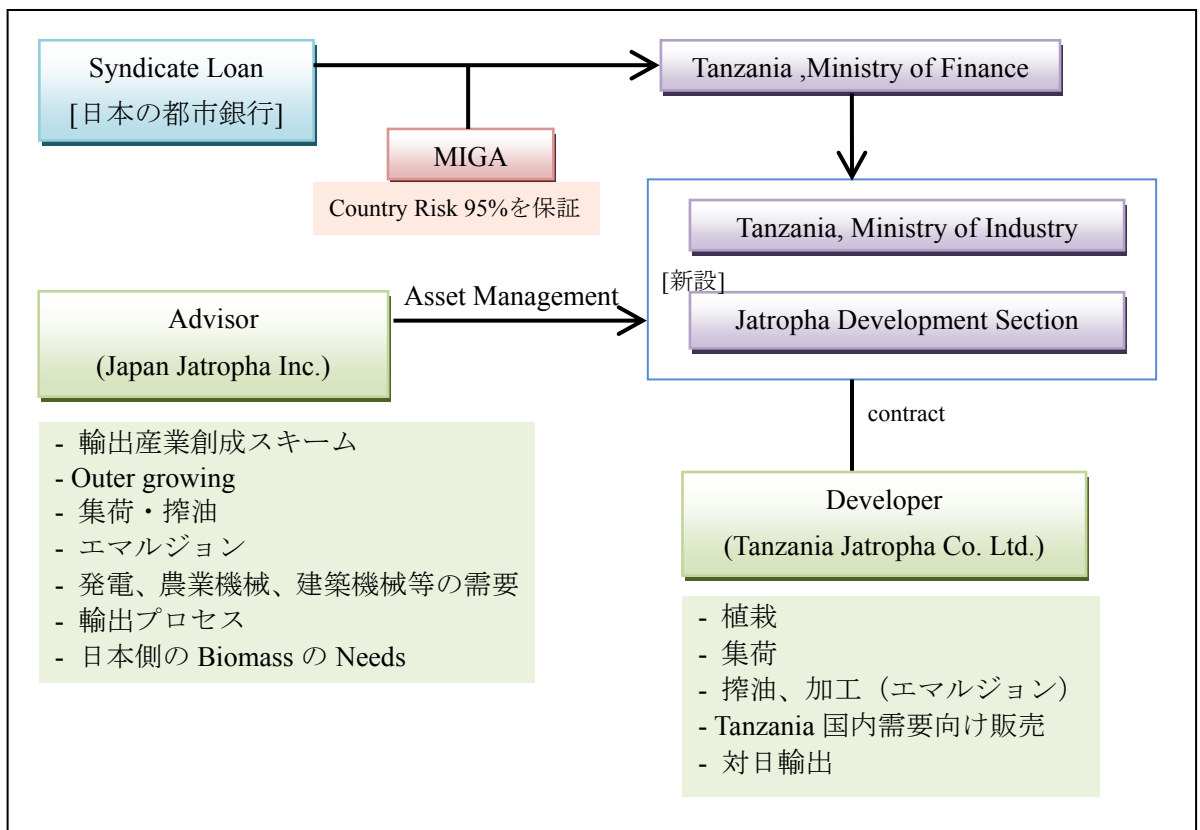 Syndicate Loan
[日本の都市銀行]
Tanzania ,Ministry of Finance
MIGA
Country Risk 95%を保証
Tanzania, Ministry of Industry
[新設]
Jatropha Development Section
Asset Management
Advisor
(Japan Jatropha Inc.)
- 輸出産業創成スキーム
- Outer growing
- 集荷・搾油
- エマルジョン
- 発電、農業機械、建築機械等の需要
- 輸出プロセス
- 日本側の Biomass の Needs
contract
Developer
(Tanzania Jatropha Co. Ltd.)
- 植栽
- 集荷
- 搾油、加工（エマルジョン）
- Tanzania 国内需要向け販売
- 対日輸出